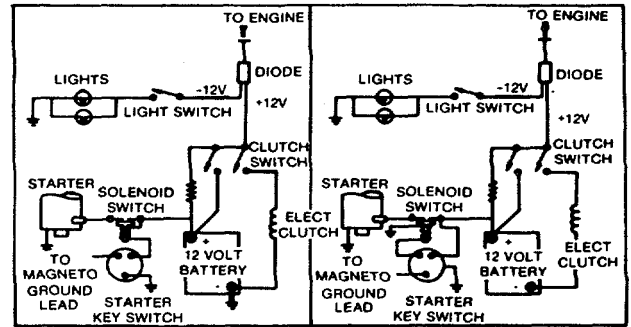 TO ENGINE
LIGHTS
DIODE
-12V
+12V
LIGHT SWITCH
CLUTCH
SWITCH
STARTER
SOLENOID
SWITCH
ELECT
CLUTCH
+
12 VOLT
BATTERY
-
TO
MAGNETO
GROUND
LEAD
STARTER
KEY SWITCH
TO ENGINE
LIGHTS
DIODE
-12V
+12V
LIGHT SWITCH
CLUTCH
SWITCH
STARTER
SOLENOID
SWITCH
ELECT
CLUTCH
+
12 VOLT
BATTERY
-
TO
MAGNETO
GROUND
LEAD
STARTER
KEY SWITCH